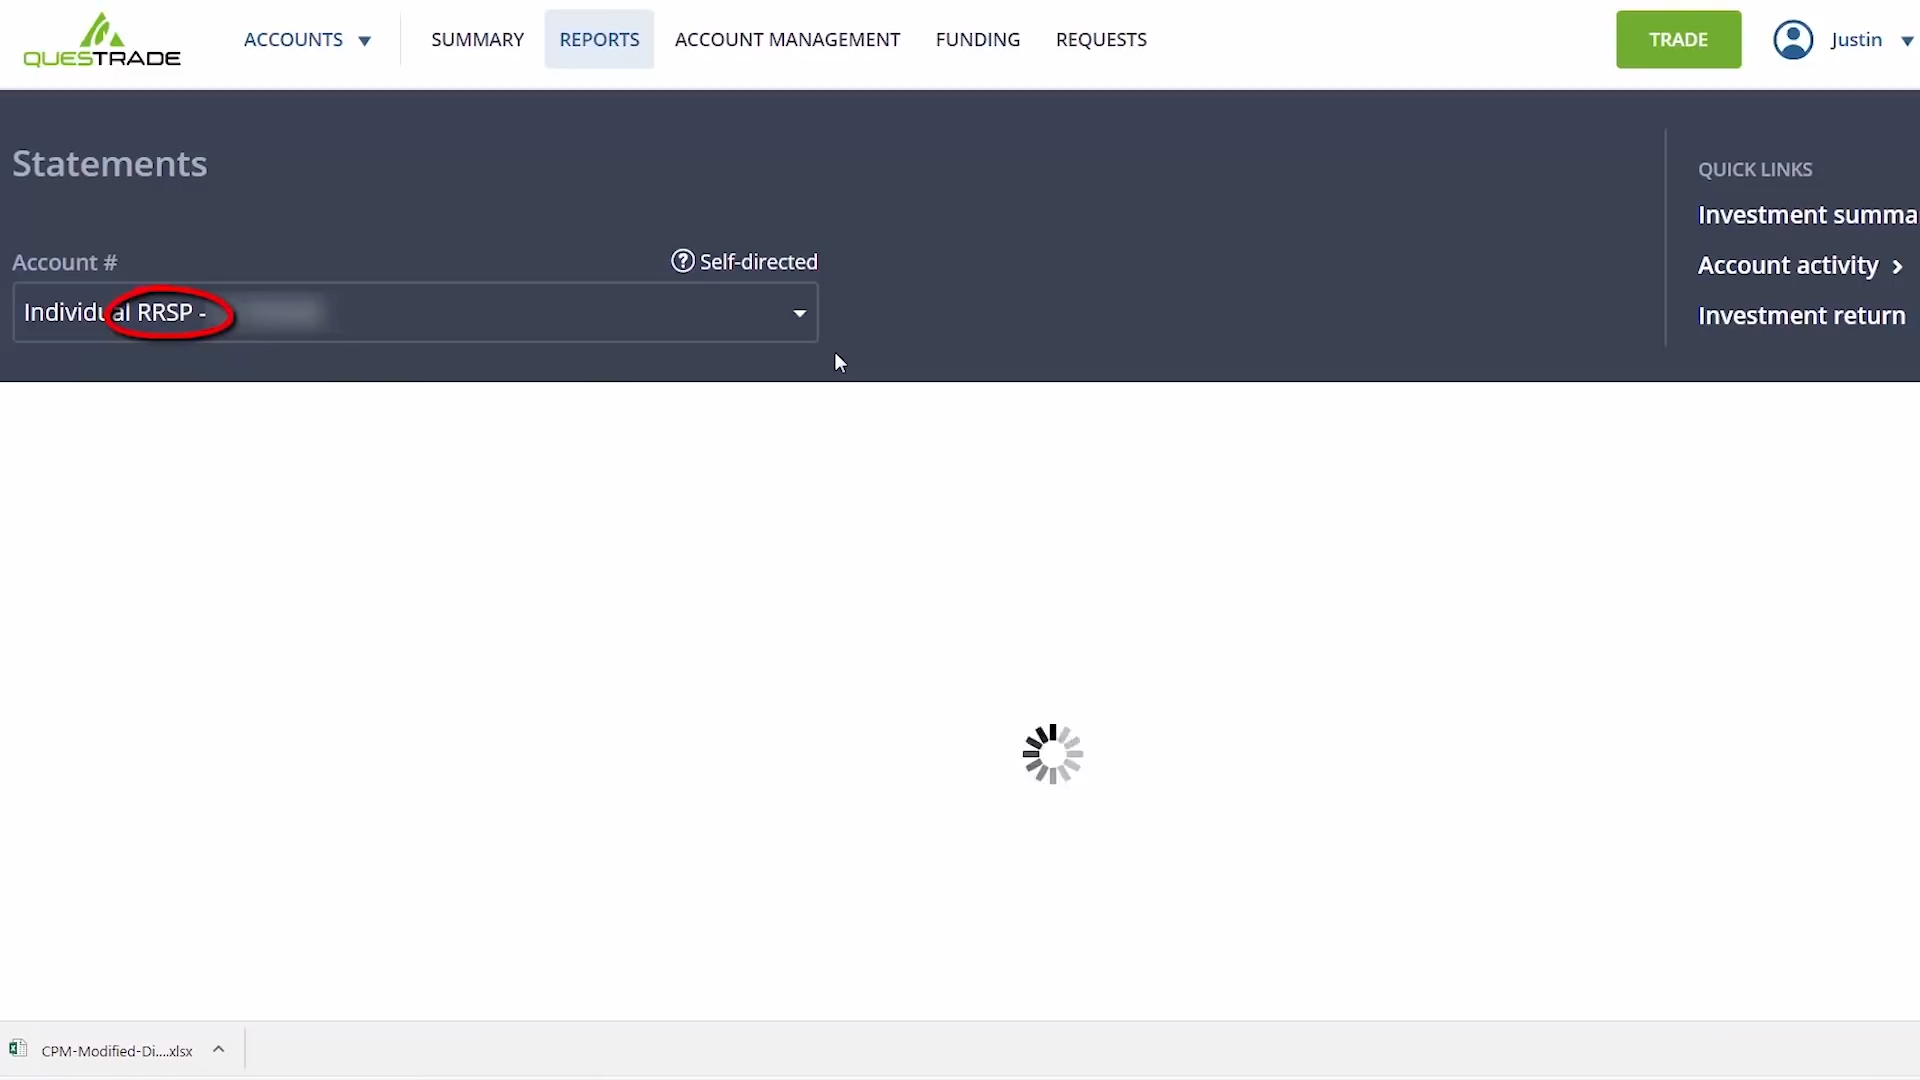 QUESTRADE
ACCOUNTS
SUMMARY
REPORTS
ACCOUNT MANAGEMENT
FUNDING
REQUESTS
TRADE
Justin
Statements
QUICK LINKS
Investment summa
Account activity
Investment return
Account #
Self-directed
Individual RRSP -
CPM-Modified-Di....xlsx